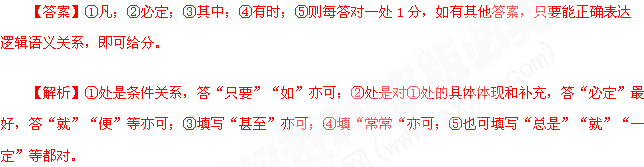 【答案】①凡；②必定；③其中；④有时；⑤则每答对一处 1 分，如有其他答案，只要能正确表达
逻辑语义关系，即可给分。
【解析】①处是条件关系，答“只要”“如”亦可；②处是对①处的具体体现和补充，答“必定”最
好，答“就”“便”等亦可；③填写“甚至”亦可；④填“常常“亦可；⑤也可填写“总是”“就”“一
定”等都对。